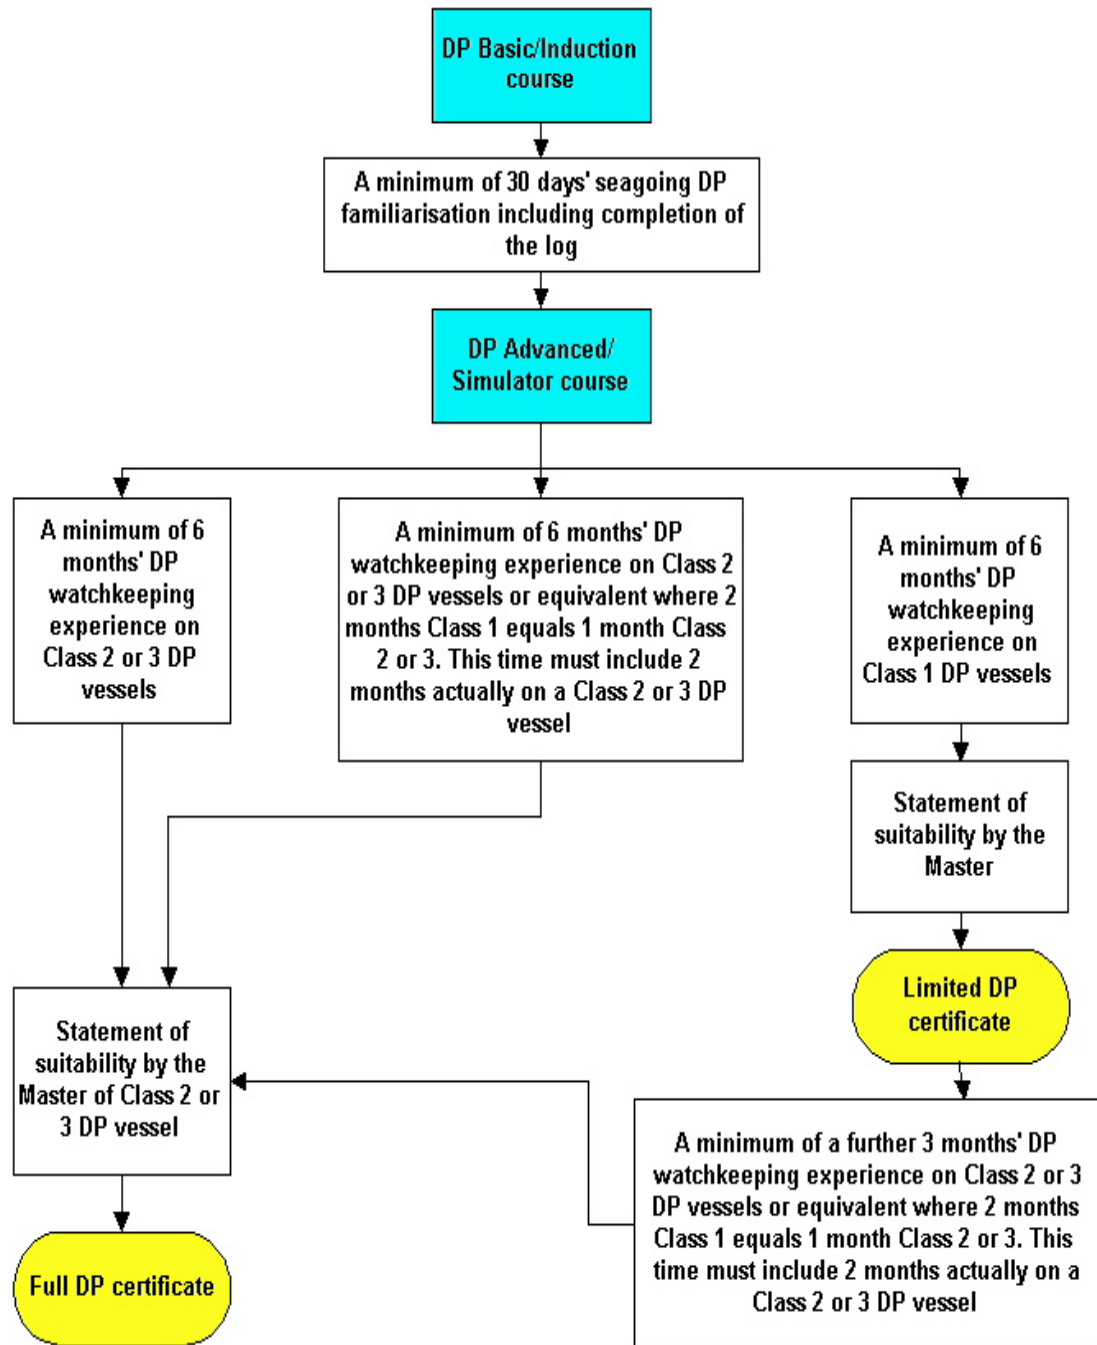 DP Basic/Induction
course
A minimum of 30 days' seagoing DP
familiarisation including completion of
the log
DP Advanced/
Simulator course
A minimum of 6
months' DP
watchkeeping
experience on
Class 2 or 3 DP
vessels
A minimum of 6 months' DP
watchkeeping experience on Class 2
or 3 DP vessels or equivalent where 2
months Class 1 equals 1 month Class
2 or 3. This time must include 2
months actually on a Class 2 or 3 DP
vessel
A minimum of 6
months' DP
watchkeeping
experience on
Class 1 DP vessels
Statement of
suitability by the
Master
Limited DP
certificate
Statement of
suitability by the
Master of Class 2 or
3 DP vessel
A minimum of a further 3 months' DP
watchkeeping experience on Class 2 or 3
DP vessels or equivalent where 2 months
Class 1 equals 1 month Class 2 or 3. This
time must include 2 months actually on a
Class 2 or 3 DP vessel
Full DP certificate